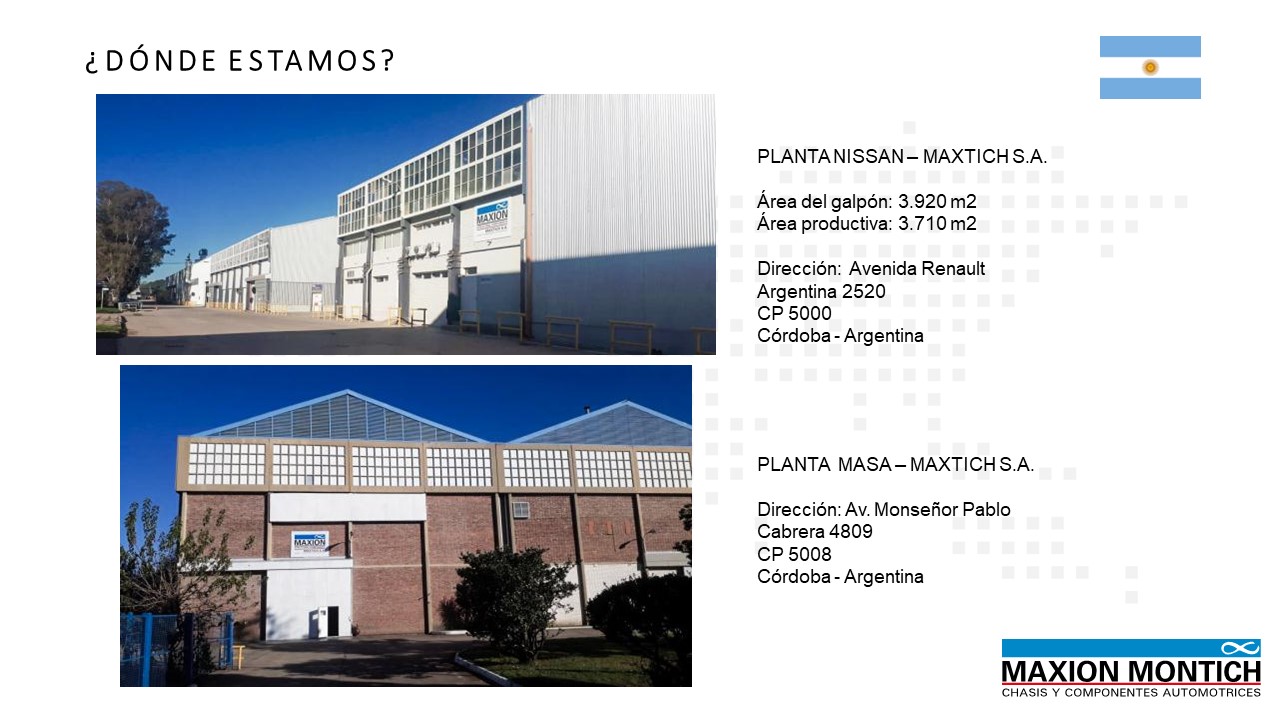 ¿DÓNDE ESTAMOS?
MAXION
PLANTA NISSAN – MAXTICH S.A.
Área del galpón: 3.920 m2
Área productiva: 3.710 m2
Dirección: Avenida Renault
Argentina 2520
CP 5000
Córdoba - Argentina
MAXION
PLANTA MASA – MAXTICH S.A.
Dirección: Av. Monseñor Pablo
Cabrera 4809
CP 5008
Córdoba - Argentina
MAXION MONTICH
CHASIS Y COMPONENTES AUTOMOTRICES